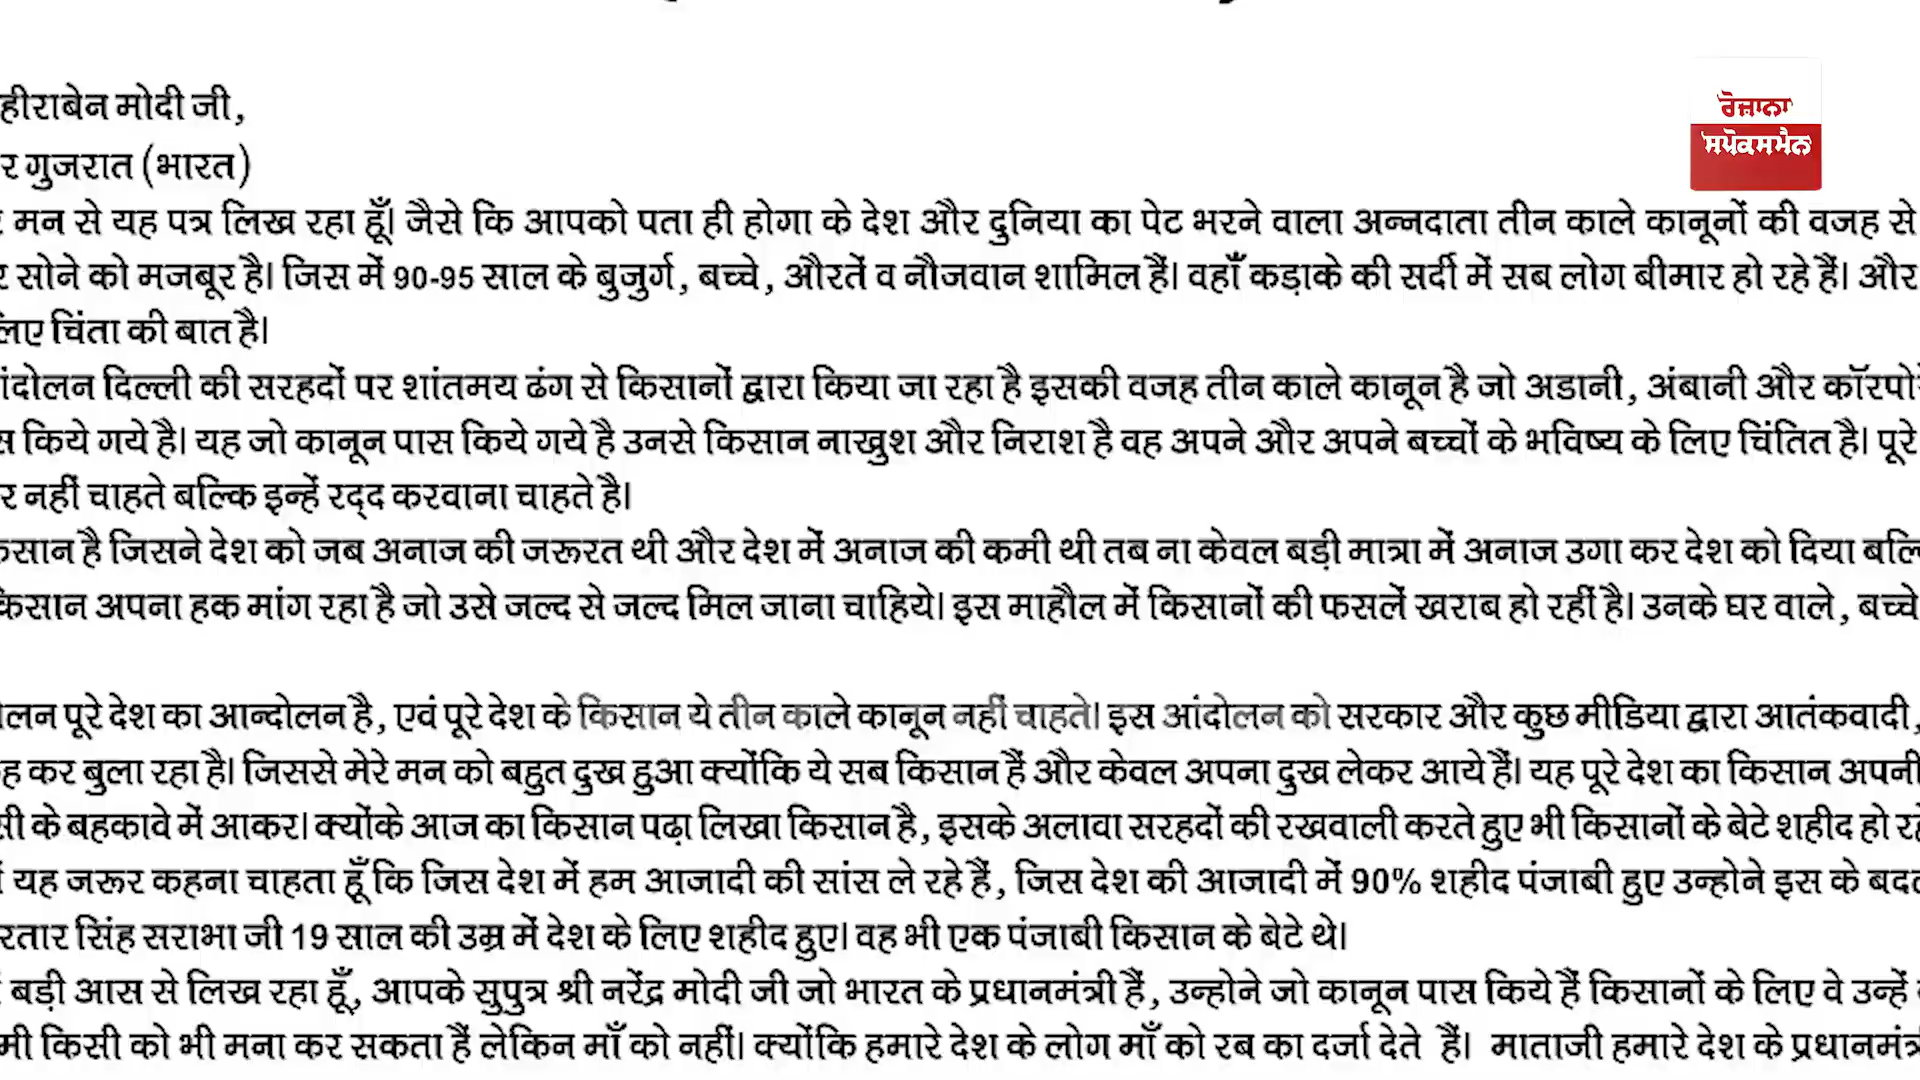 हीराबेन मोदी जी,
र गुजरात (भारत)
ਰੋਜ਼ਾਨਾ
ਸਪੋਕਸਮੈਨ
मन से यह पत्र लिख रहा हूँ। जैसे कि आपको पता ही होगा के देश और दुनिया का पेट भरने वाला अन्नदाता तीन काले कानूनों की वजह से
र सोने को मजबूर है। जिस में 90-95 साल के बुजुर्ग, बच्चे, औरतें व नौजवान शामिल हैं। वहाँ कड़ाके की सर्दी में सब लोग बीमार हो रहे हैं। और
लिए चिंता की बात है।
ांदोलन दिल्ली की सरहदों पर शांतमय ढंग से किसानों द्वारा किया जा रहा है इसकी वजह तीन काले कानून है जो अडानी, अंबानी और कॉरपोरे
स किये गये है। यह जो कानून पास किये गये है उनसे किसान नाखुश और निराश है वह अपने और अपने बच्चों के भविष्य के लिए चिंतित है। पूरे
र नहीं चाहते बल्कि इन्हें रद्द करवाना चाहते है।
कसान है जिसने देश को जब अनाज की जरूरत थी और देश में अनाज की कमी थी तब ना केवल बड़ी मात्रा में अनाज उगा कर देश को दिया बल्कि
किसान अपना हक मांग रहा है जो उसे जल्द से जल्द मिल जाना चाहिये। इस माहौल में किसानों की फसलें खराब हो रहीं है। उनके घर वाले, बच्चे
लन पूरे देश का आन्दोलन है, एवं पूरे देश के किसान ये तीन काले कानून नहीं चाहते। इस आंदोलन को सरकार और कुछ मीडिया द्वारा आतंकवादी,
ह कर बुला रहा है। जिससे मेरे मन को बहुत दुख हुआ क्योंकि ये सब किसान हैं और केवल अपना दुख लेकर आये हैं। यह पूरे देश का किसान अपनी
सी के बहकावे में आकर। क्योंके आज का किसान पढ़ा लिखा किसान है, इसके अलावा सरहदों की रखवाली करते हुए भी किसानों के बेटे शहीद हो रहे
यह जरूर कहना चाहता हूँ कि जिस देश में हम आजादी की सांस ले रहे हैं, जिस देश की आजादी में 90% शहीद पंजाबी हुए उन्होने इस के बदल
रतार सिंह सराभा जी 19 साल की उम्र में देश के लिए शहीद हुए। वह भी एक पंजाबी किसान के बेटे थे।
बड़ी आस से लिख रहा हूँ, आपके सुपुत्र श्री नरेंद्र मोदी जी जो भारत के प्रधानमंत्री हैं, उन्होने जो कानून पास किये हैं किसानों के लिए वे उन्हें
मी किसी को भी मना कर सकता हैं लेकिन माँ को नहीं। क्योंकि हमारे देश के लोग माँ को रब का दर्जा देते हैं। माताजी हमारे देश के प्रधानमंत्री